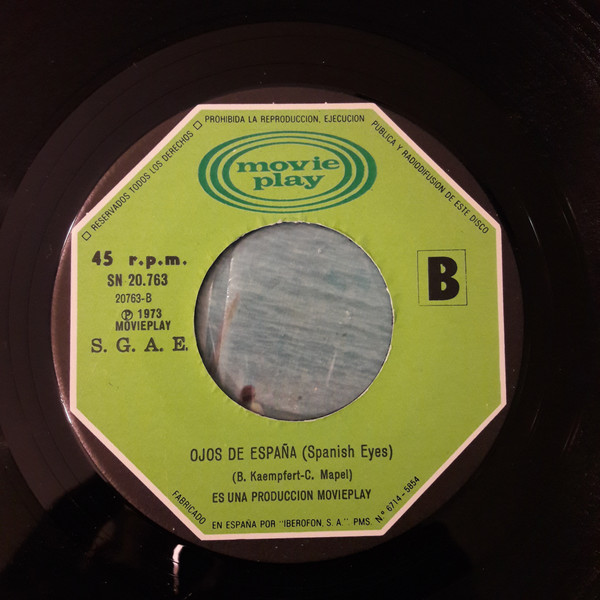 □ RESERVADOS TODOS LOS DERECHOS □ PROHIBIDA LA REPRODUCCION, EJECUCION PUBLICA Y RADIODIFUSION DE ESTE DISCO
movie
play
45 r.p.m.
SN 20.763
20763-B
Ⓟ 1973
MOVIEPLAY
S. G. A. E.
B
OJOS DE ESPAÑA (Spanish Eyes)
(B. Kaempfert-C. Mapel)
ES UNA PRODUCCION MOVIEPLAY
FABRICADO EN ESPAÑA POR "IBEROFON, S. A." PMS. N° 6714-5854